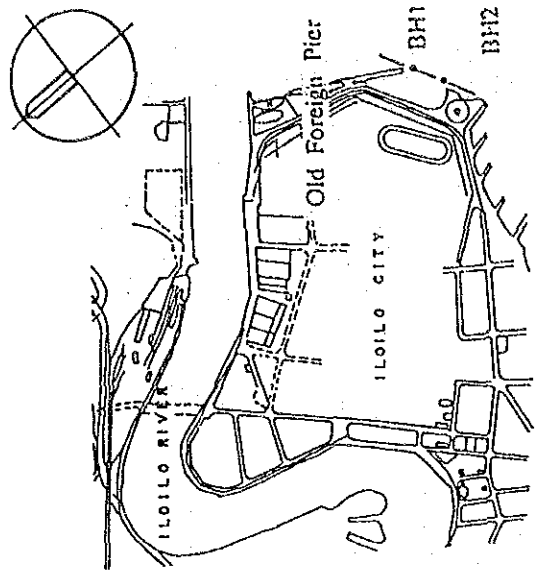 Old Foreign Pier
BH1
BH2
ILOILO CITY
ILOILO RIVER